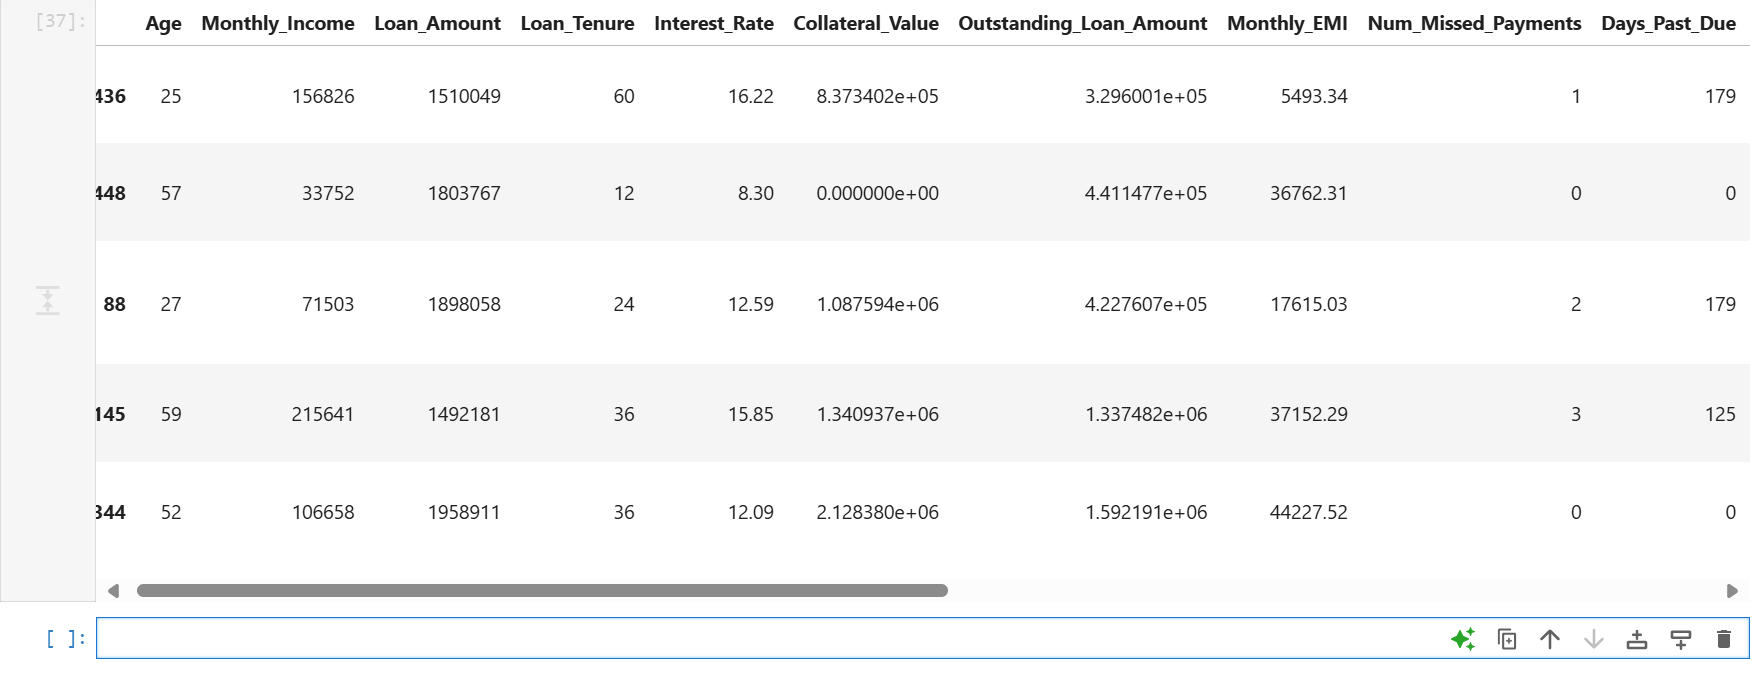 [37]:
Age Monthly_Income Loan_Amount Loan_Tenure Interest_Rate Collateral_Value Outstanding_Loan_Amount Monthly_EMI Num_Missed_Payments Days_Past_Due
436 25 156826 1510049 60 16.22 8.373402e+05 3.296001e+05 5493.34 1 179
448 57 33752 1803767 12 8.30 0.000000e+00 4.411477e+05 36762.31 0 0
88 27 71503 1898058 24 12.59 1.087594e+06 4.227607e+05 17615.03 2 179
145 59 215641 1492181 36 15.85 1.340937e+06 1.337482e+06 37152.29 3 125
344 52 106658 1958911 36 12.09 2.128380e+06 1.592191e+06 44227.52 0 0
[ ]: